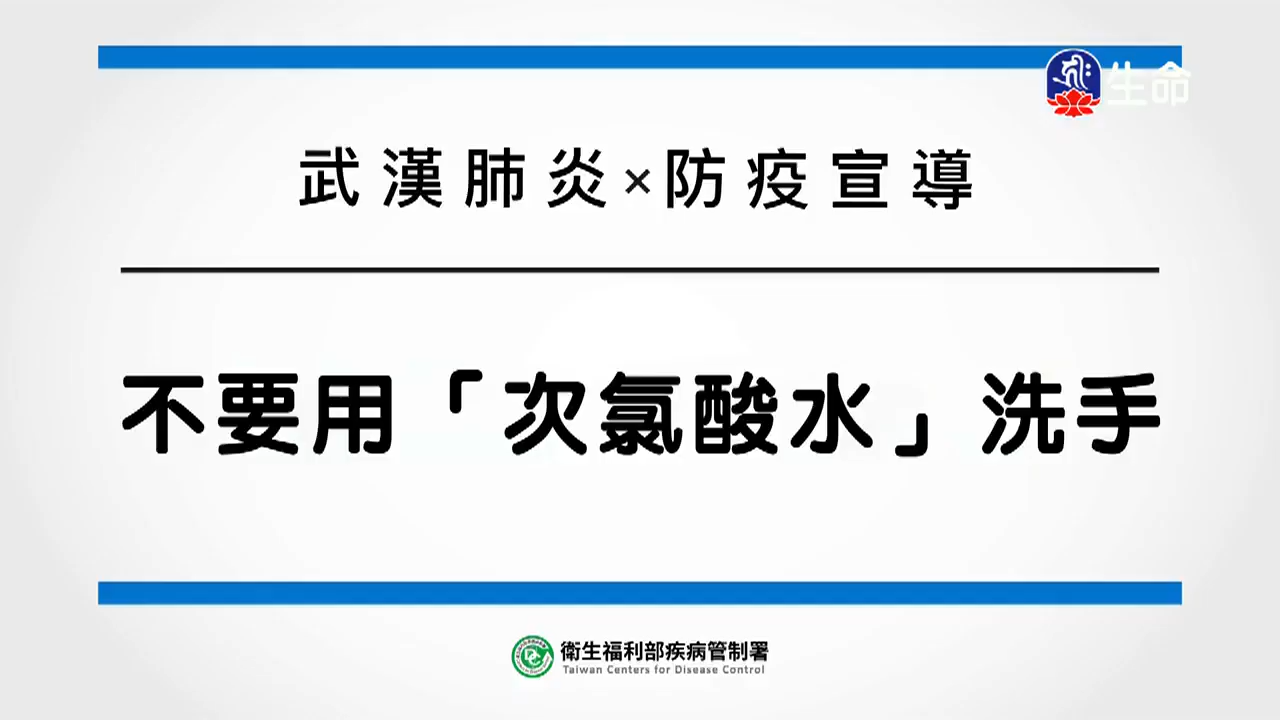 生命
武漢肺炎×防疫宣導
不要用「次氯酸水」洗手
衛生福利部疾病管制署
Taiwan Centers for Disease Control